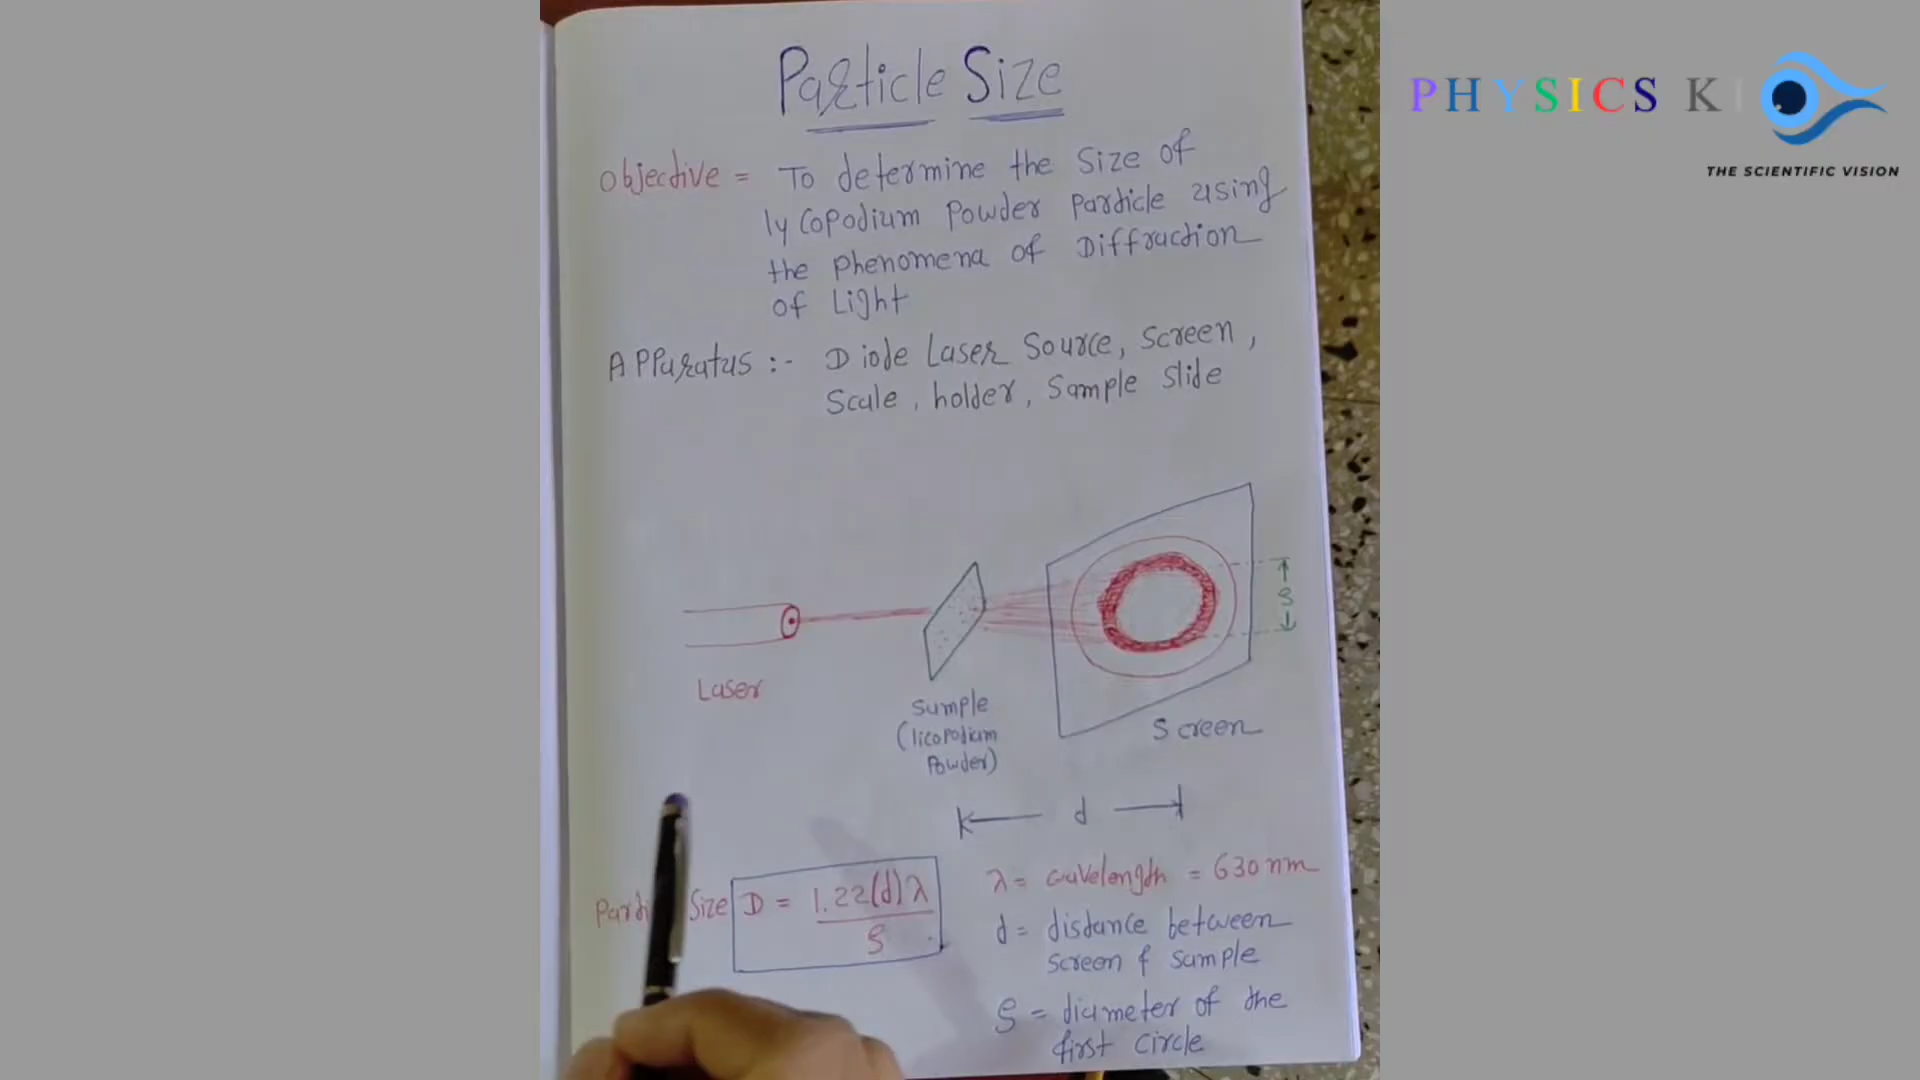 Particle Size
PHYSICS K
THE SCIENTIFIC VISION
Objective = To determine the Size of
lycopodium Powder Particle using
the Phenomena of Diffraction
of Light
Apparatus :- Diode Laser Source, Screen,
Scale, holder, Sample Slide
S
Laser
Sample
(licopodium
Powder)
Screen
d
Size D = 1.22(d)λ
S
λ = wavelength = 630 nm
d = distance between
screen & sample
S = diameter of the
first circle